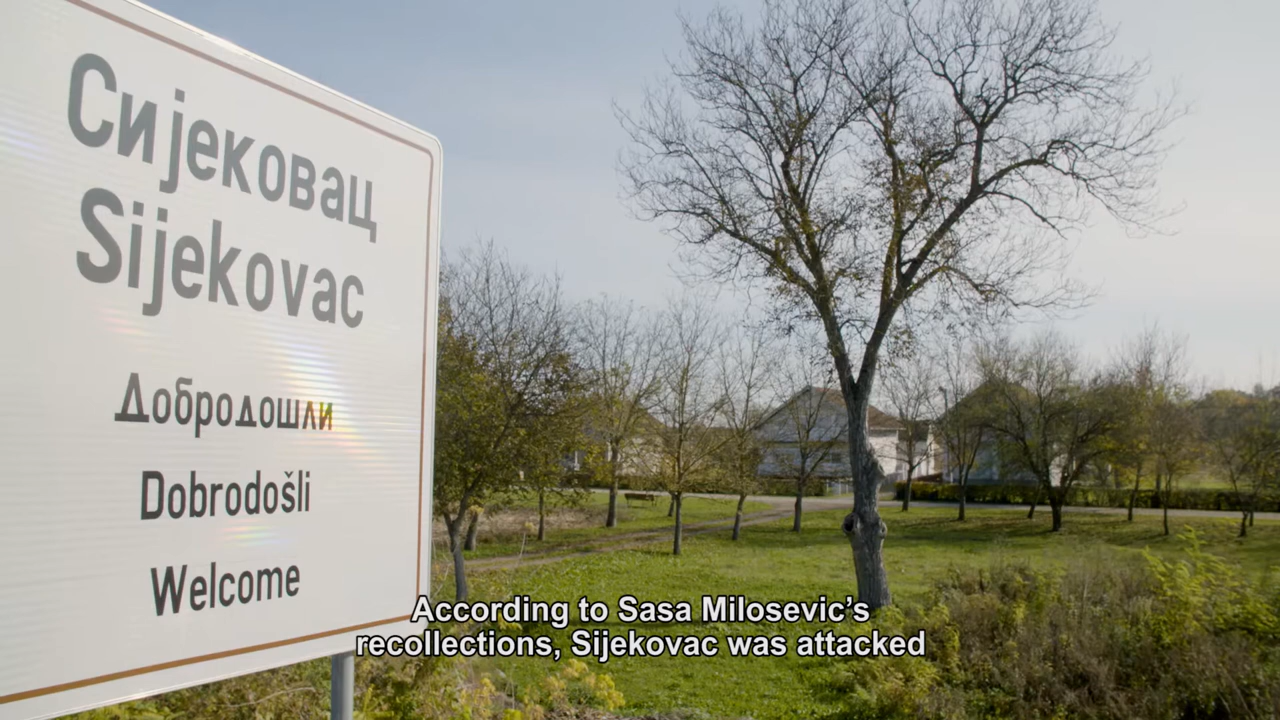 Сијековац
Sijekovac
Добродошли
Dobrodošli
Welcome
According to Sasa Milosevic’s
recollections, Sijekovac was attacked